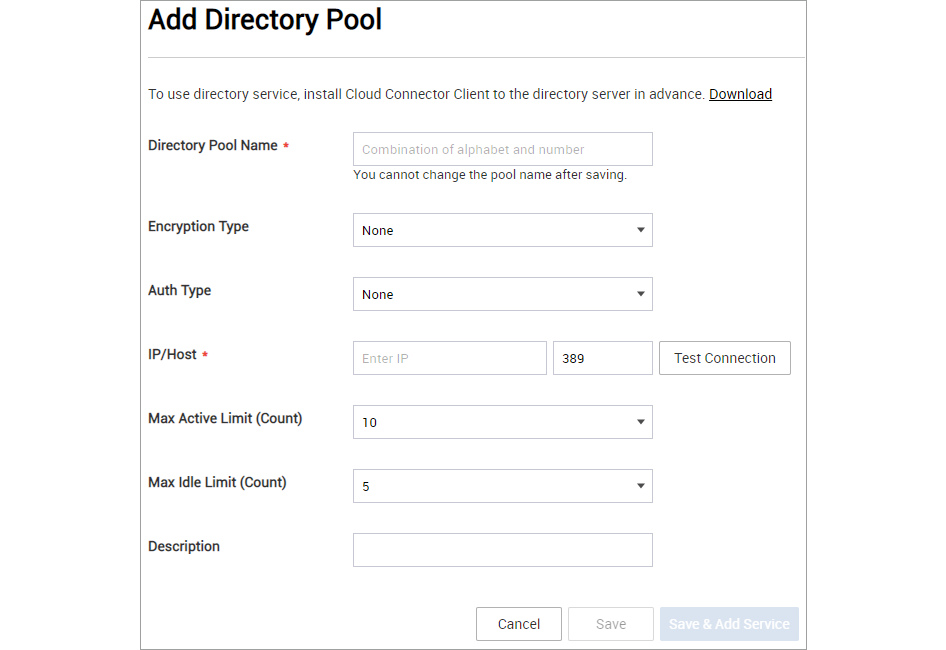 Add Directory Pool
To use directory service, install Cloud Connector Client to the directory server in advance. Download
Directory Pool Name *
Combination of alphabet and number
You cannot change the pool name after saving.
Encryption Type
None
Auth Type
None
IP/Host *
Enter IP
389
Test Connection
Max Active Limit (Count)
10
Max Idle Limit (Count)
5
Description
Cancel
Save
Save & Add Service